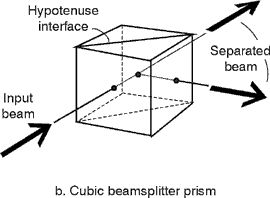 Hypotenuse
interface
Separated
beam
Input
beam
b. Cubic beamsplitter prism